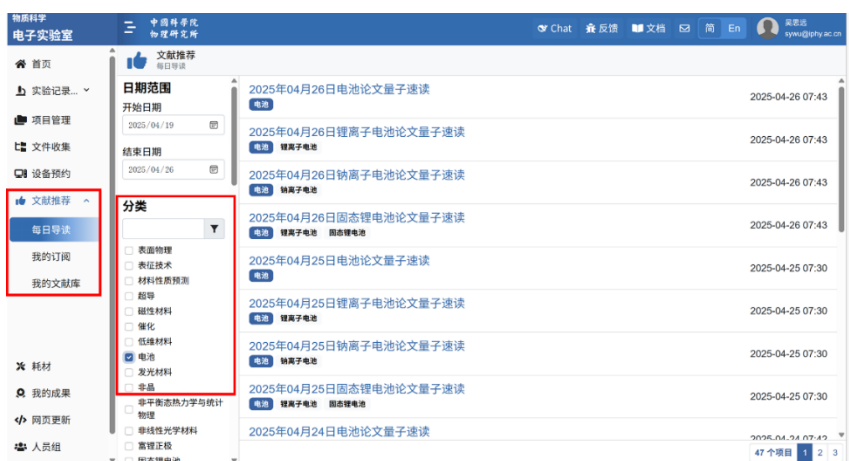 物质科学
电子实验室
中国科学院
物理研究所
Chat
反馈
文档
简
En
吴思远
sywu@iphy.ac.cn
首页
实验记录...
项目管理
文件收集
设备预约
文献推荐
每日导读
我的订阅
我的文献库
耗材
我的成果
网页更新
人员组
文献推荐
每日导读
日期范围
开始日期
2025/04/19
结束日期
2025/04/26
分类
表面物理
表征技术
材料性质预测
超导
磁性材料
催化
低维材料
电池
发光材料
非晶
非平衡态热力学与统计
物理
非线性光学材料
富锂正极
固态锂电池
2025年04月26日电池论文量子速读
电池
2025-04-26 07:43
2025年04月26日锂离子电池论文量子速读
电池 锂离子电池
2025-04-26 07:43
2025年04月26日钠离子电池论文量子速读
电池 钠离子电池
2025-04-26 07:43
2025年04月26日固态锂电池论文量子速读
电池 锂离子电池 固态锂电池
2025-04-26 07:43
2025年04月25日电池论文量子速读
电池
2025-04-25 07:30
2025年04月25日锂离子电池论文量子速读
电池 锂离子电池
2025-04-25 07:30
2025年04月25日钠离子电池论文量子速读
电池 钠离子电池
2025-04-25 07:30
2025年04月25日固态锂电池论文量子速读
电池 锂离子电池 固态锂电池
2025-04-25 07:30
2025年04月24日电池论文量子速读
2025-04-24 07:42
47 个项目 1 2 3